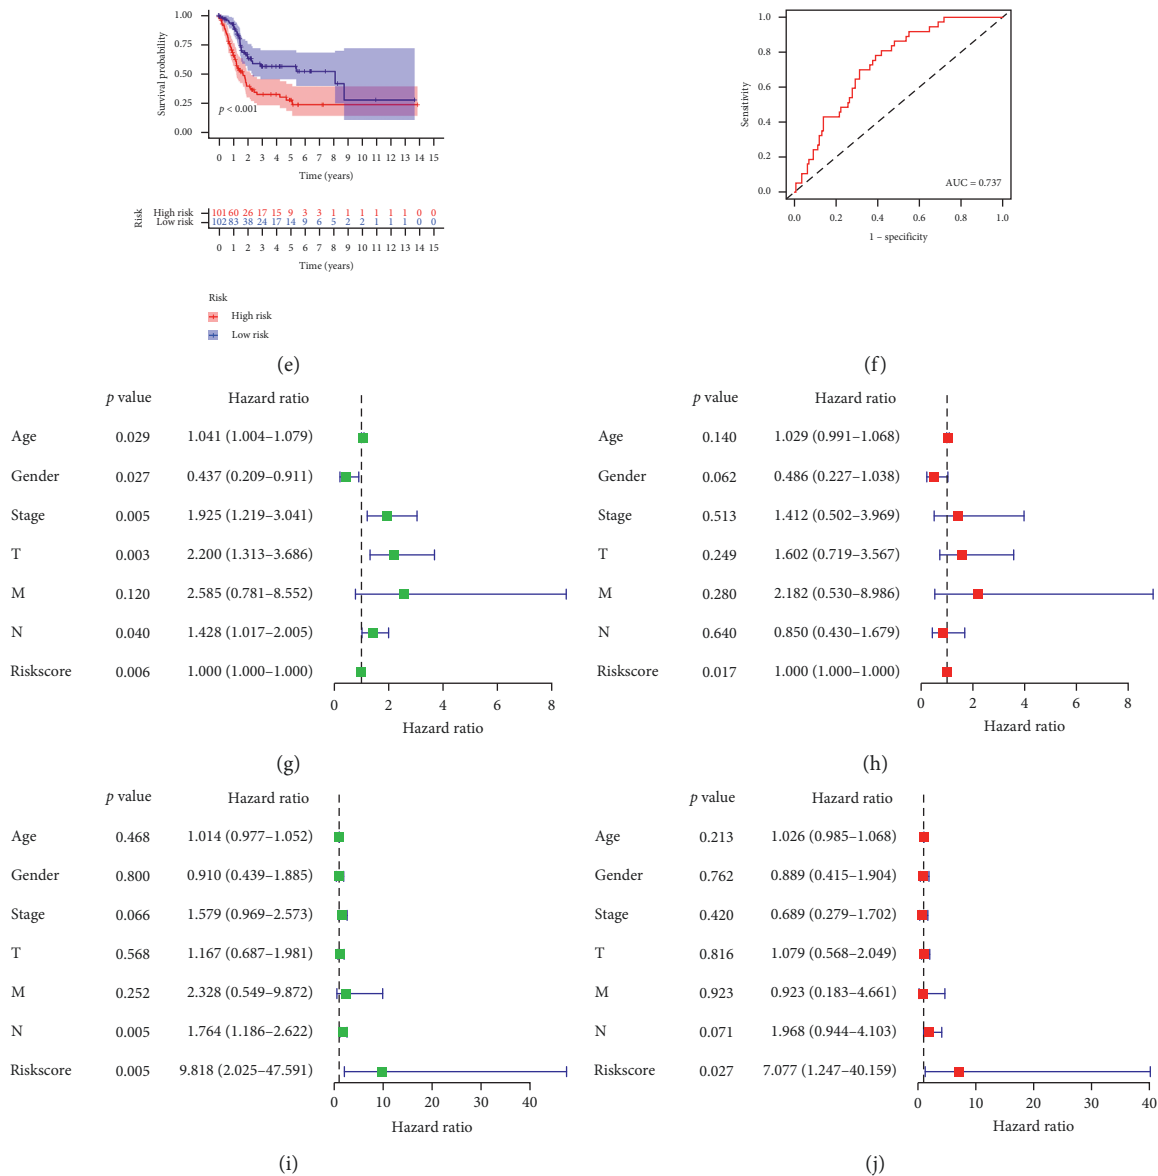 1.00
0.75
0.50
0.25
0.00
Survival probability
p < 0.001
0 1 2 3 4 5 6 7 8 9 10 11 12 13 14 15
Time (years)
Risk
High risk 101 60 26 17 15 9 3 3 1 1 1 1 1 1 0 0
Low risk 102 83 38 24 17 14 9 6 5 2 2 1 1 1 0 0
0 1 2 3 4 5 6 7 8 9 10 11 12 13 14 15
Time (years)
Risk
High risk
Low risk
(e)
1.0
0.8
0.6
0.4
0.2
0.0
Sensitivity
AUC = 0.737
0.0 0.2 0.4 0.6 0.8 1.0
1 – specificity
(f)
p value Hazard ratio
Age 0.029 1.041 (1.004–1.079)
Gender 0.027 0.437 (0.209–0.911)
Stage 0.005 1.925 (1.219–3.041)
T 0.003 2.200 (1.313–3.686)
M 0.120 2.585 (0.781–8.552)
N 0.040 1.428 (1.017–2.005)
Riskscore 0.006 1.000 (1.000–1.000)
0 2 4 6 8
Hazard ratio
(g)
p value Hazard ratio
Age 0.140 1.029 (0.991–1.068)
Gender 0.062 0.486 (0.227–1.038)
Stage 0.513 1.412 (0.502–3.969)
T 0.249 1.602 (0.719–3.567)
M 0.280 2.182 (0.530–8.986)
N 0.640 0.850 (0.430–1.679)
Riskscore 0.017 1.000 (1.000–1.000)
0 2 4 6 8
Hazard ratio
(h)
p value Hazard ratio
Age 0.468 1.014 (0.977–1.052)
Gender 0.800 0.910 (0.439–1.885)
Stage 0.066 1.579 (0.969–2.573)
T 0.568 1.167 (0.687–1.981)
M 0.252 2.328 (0.549–9.872)
N 0.005 1.764 (1.186–2.622)
Riskscore 0.005 9.818 (2.025–47.591)
0 10 20 30 40
Hazard ratio
(i)
p value Hazard ratio
Age 0.213 1.026 (0.985–1.068)
Gender 0.762 0.889 (0.415–1.904)
Stage 0.420 0.689 (0.279–1.702)
T 0.816 1.079 (0.568–2.049)
M 0.923 0.923 (0.183–4.661)
N 0.071 1.968 (0.944–4.103)
Riskscore 0.027 7.077 (1.247–40.159)
0 10 20 30 40
Hazard ratio
(j)